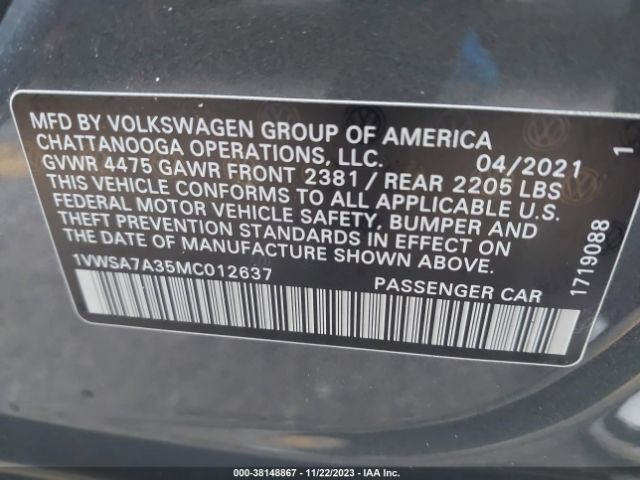 MFD BY VOLKSWAGEN GROUP OF AMERICA
CHATTANOOGA OPERATIONS, LLC. 04/2021
GVWR 4475 GAWR FRONT 2381 / REAR 2205 LBS
THIS VEHICLE CONFORMS TO ALL APPLICABLE U.S.
FEDERAL MOTOR VEHICLE SAFETY, BUMPER AND
THEFT PREVENTION STANDARDS IN EFFECT ON
THE DATE OF MANUFACTURE SHOWN ABOVE.
1VWSA7A35MC012637 PASSENGER CAR
1719088 1
000-38148867 - 11/22/2023 - IAA Inc.